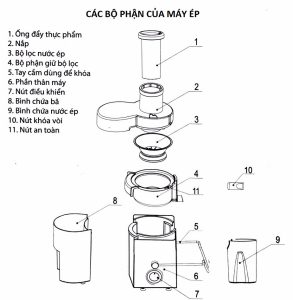 CÁC BỘ PHẬN CỦA MÁY ÉP
1. Ống đẩy thực phẩm
2. Nắp
3. Bộ lọc nước ép
4. Bộ phận giữ bộ lọc
5. Tay cầm dùng để khóa
6. Phần thân máy
7. Nút điều khiển
8. Bình chứa bã
9. Bình chứa nước ép
10. Nút khóa vòi
11. Nút an toàn
1
2
3
4
11
10
8
5
9
6
7